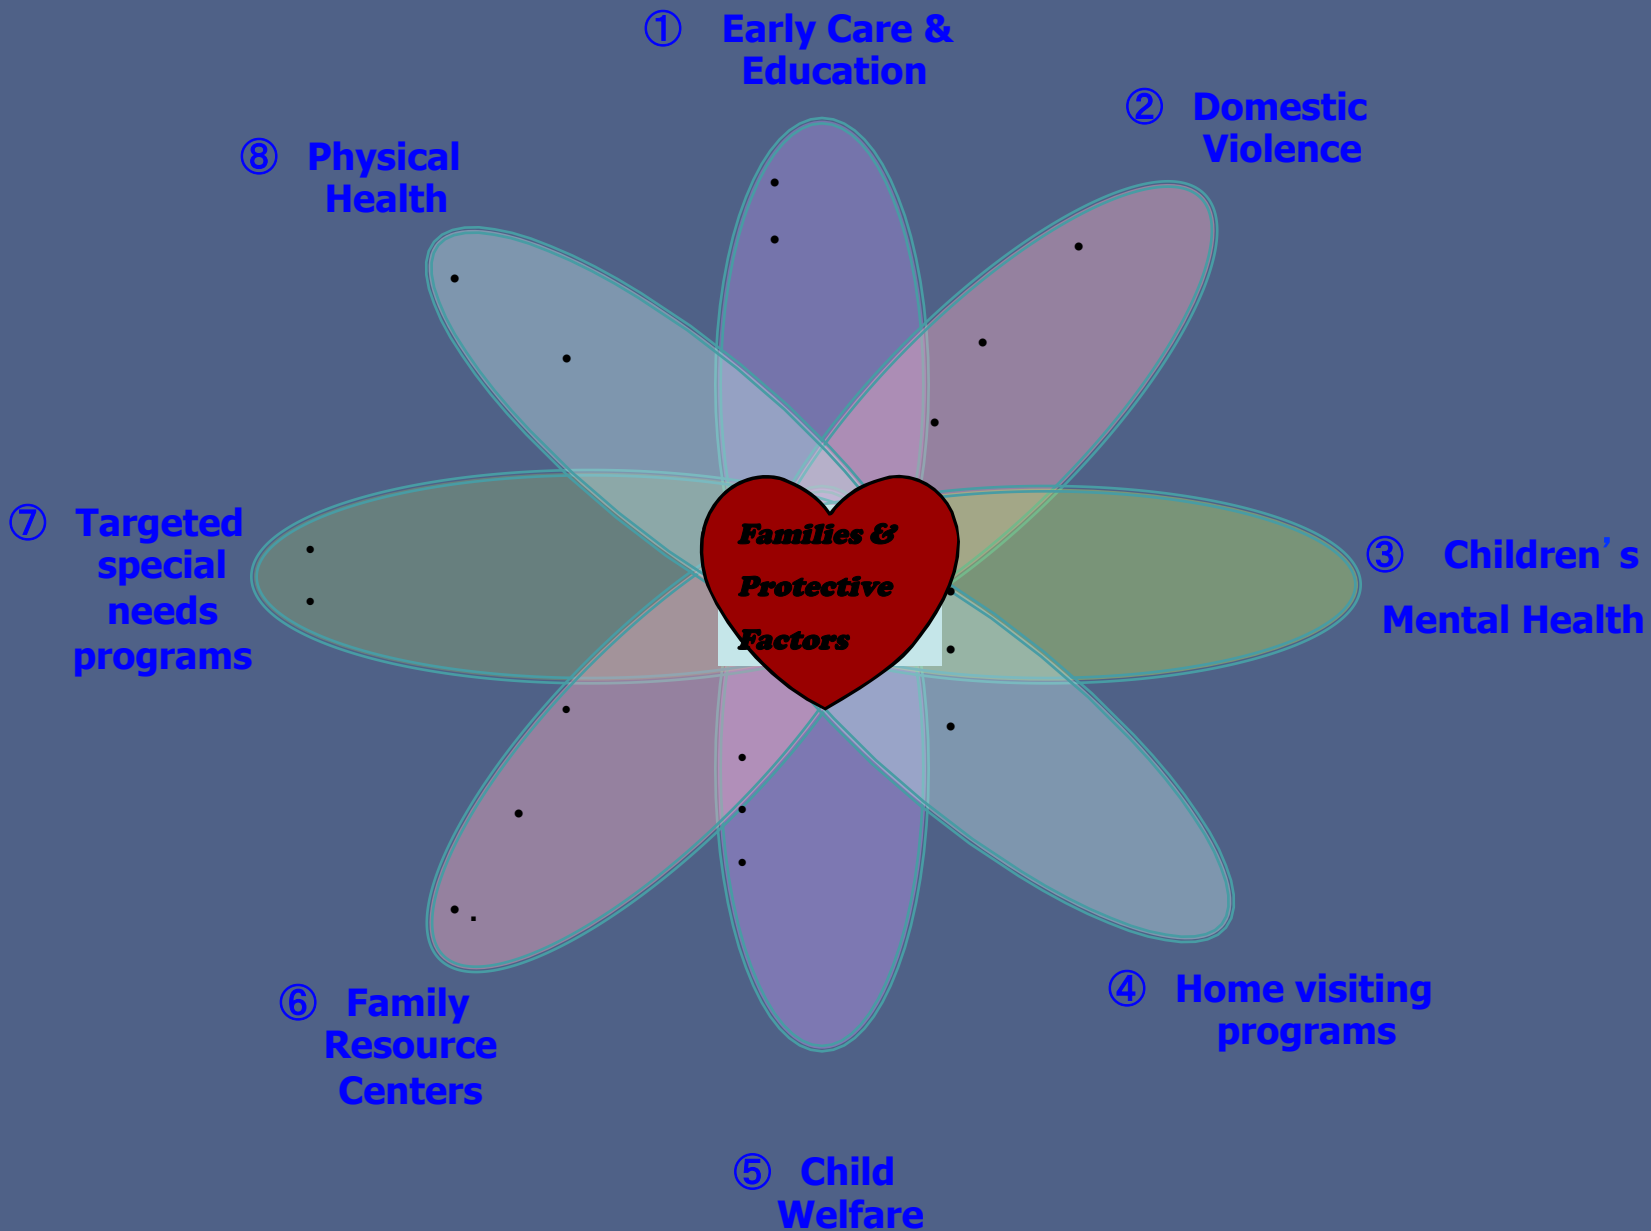 ① Early Care &
Education
② Domestic
Violence
③ Children’s
Mental Health
④ Home visiting
programs
⑤ Child
Welfare
⑥ Family
Resource
Centers
⑦ Targeted
special
needs
programs
⑧ Physical
Health
Families &
Protective
Factors